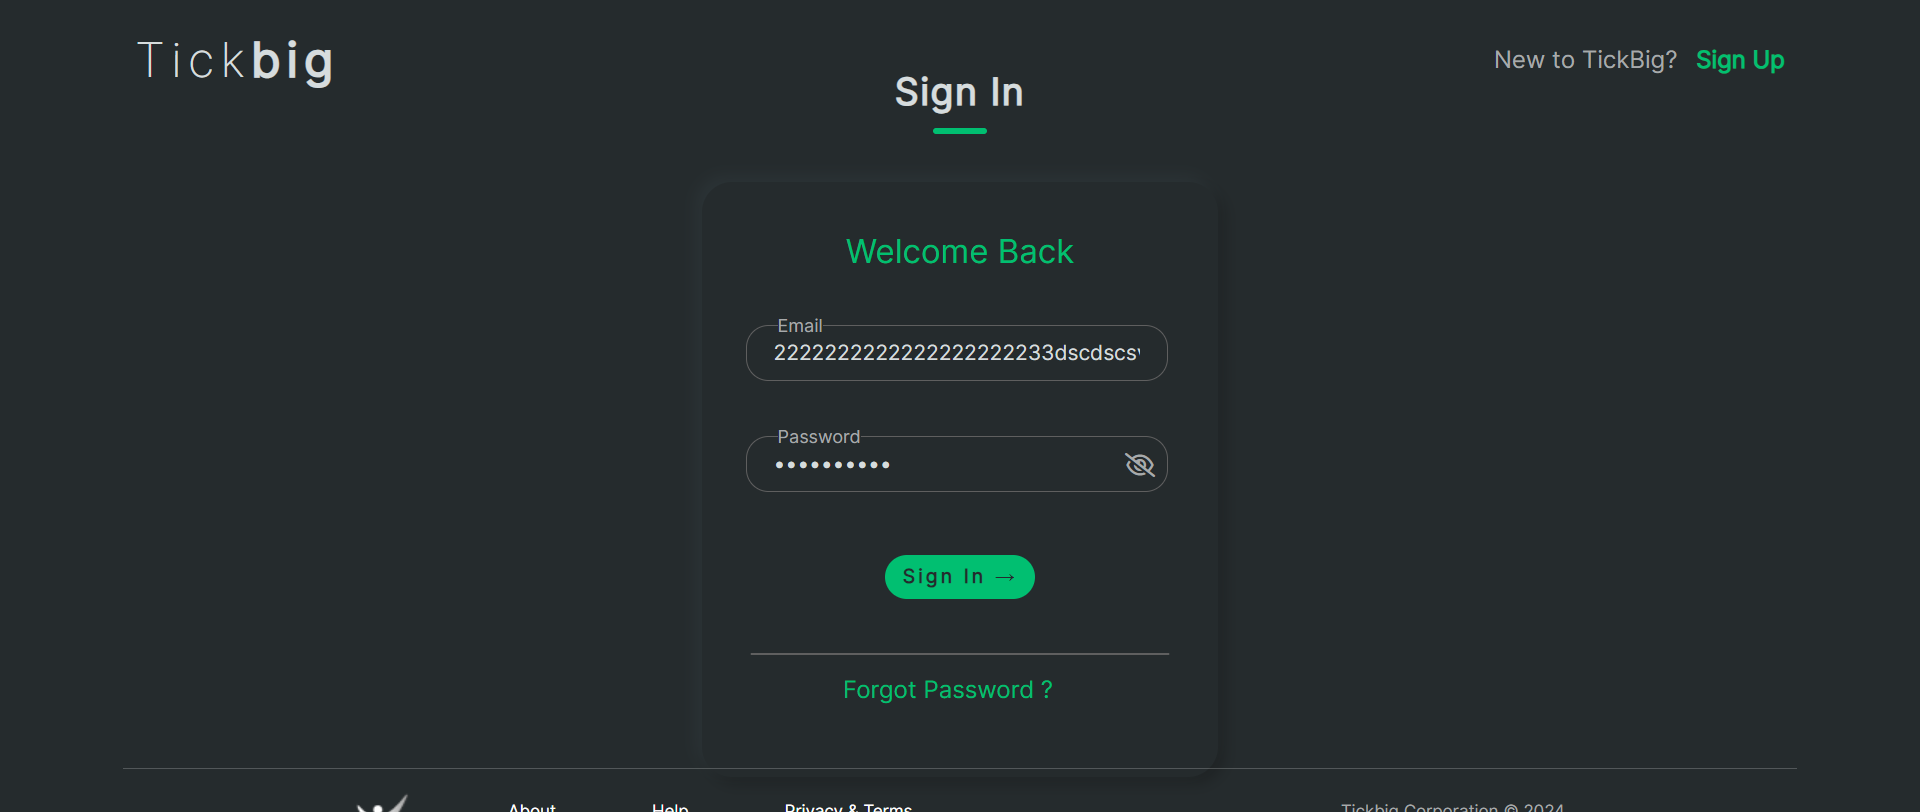 Tickbig
New to TickBig? Sign Up
Sign In
Welcome Back
Email
2222222222222222222233dscdscs
Password
Sign In →
Forgot Password ?
About
Help
Privacy & Terms
Tickbig Corporation © 2024